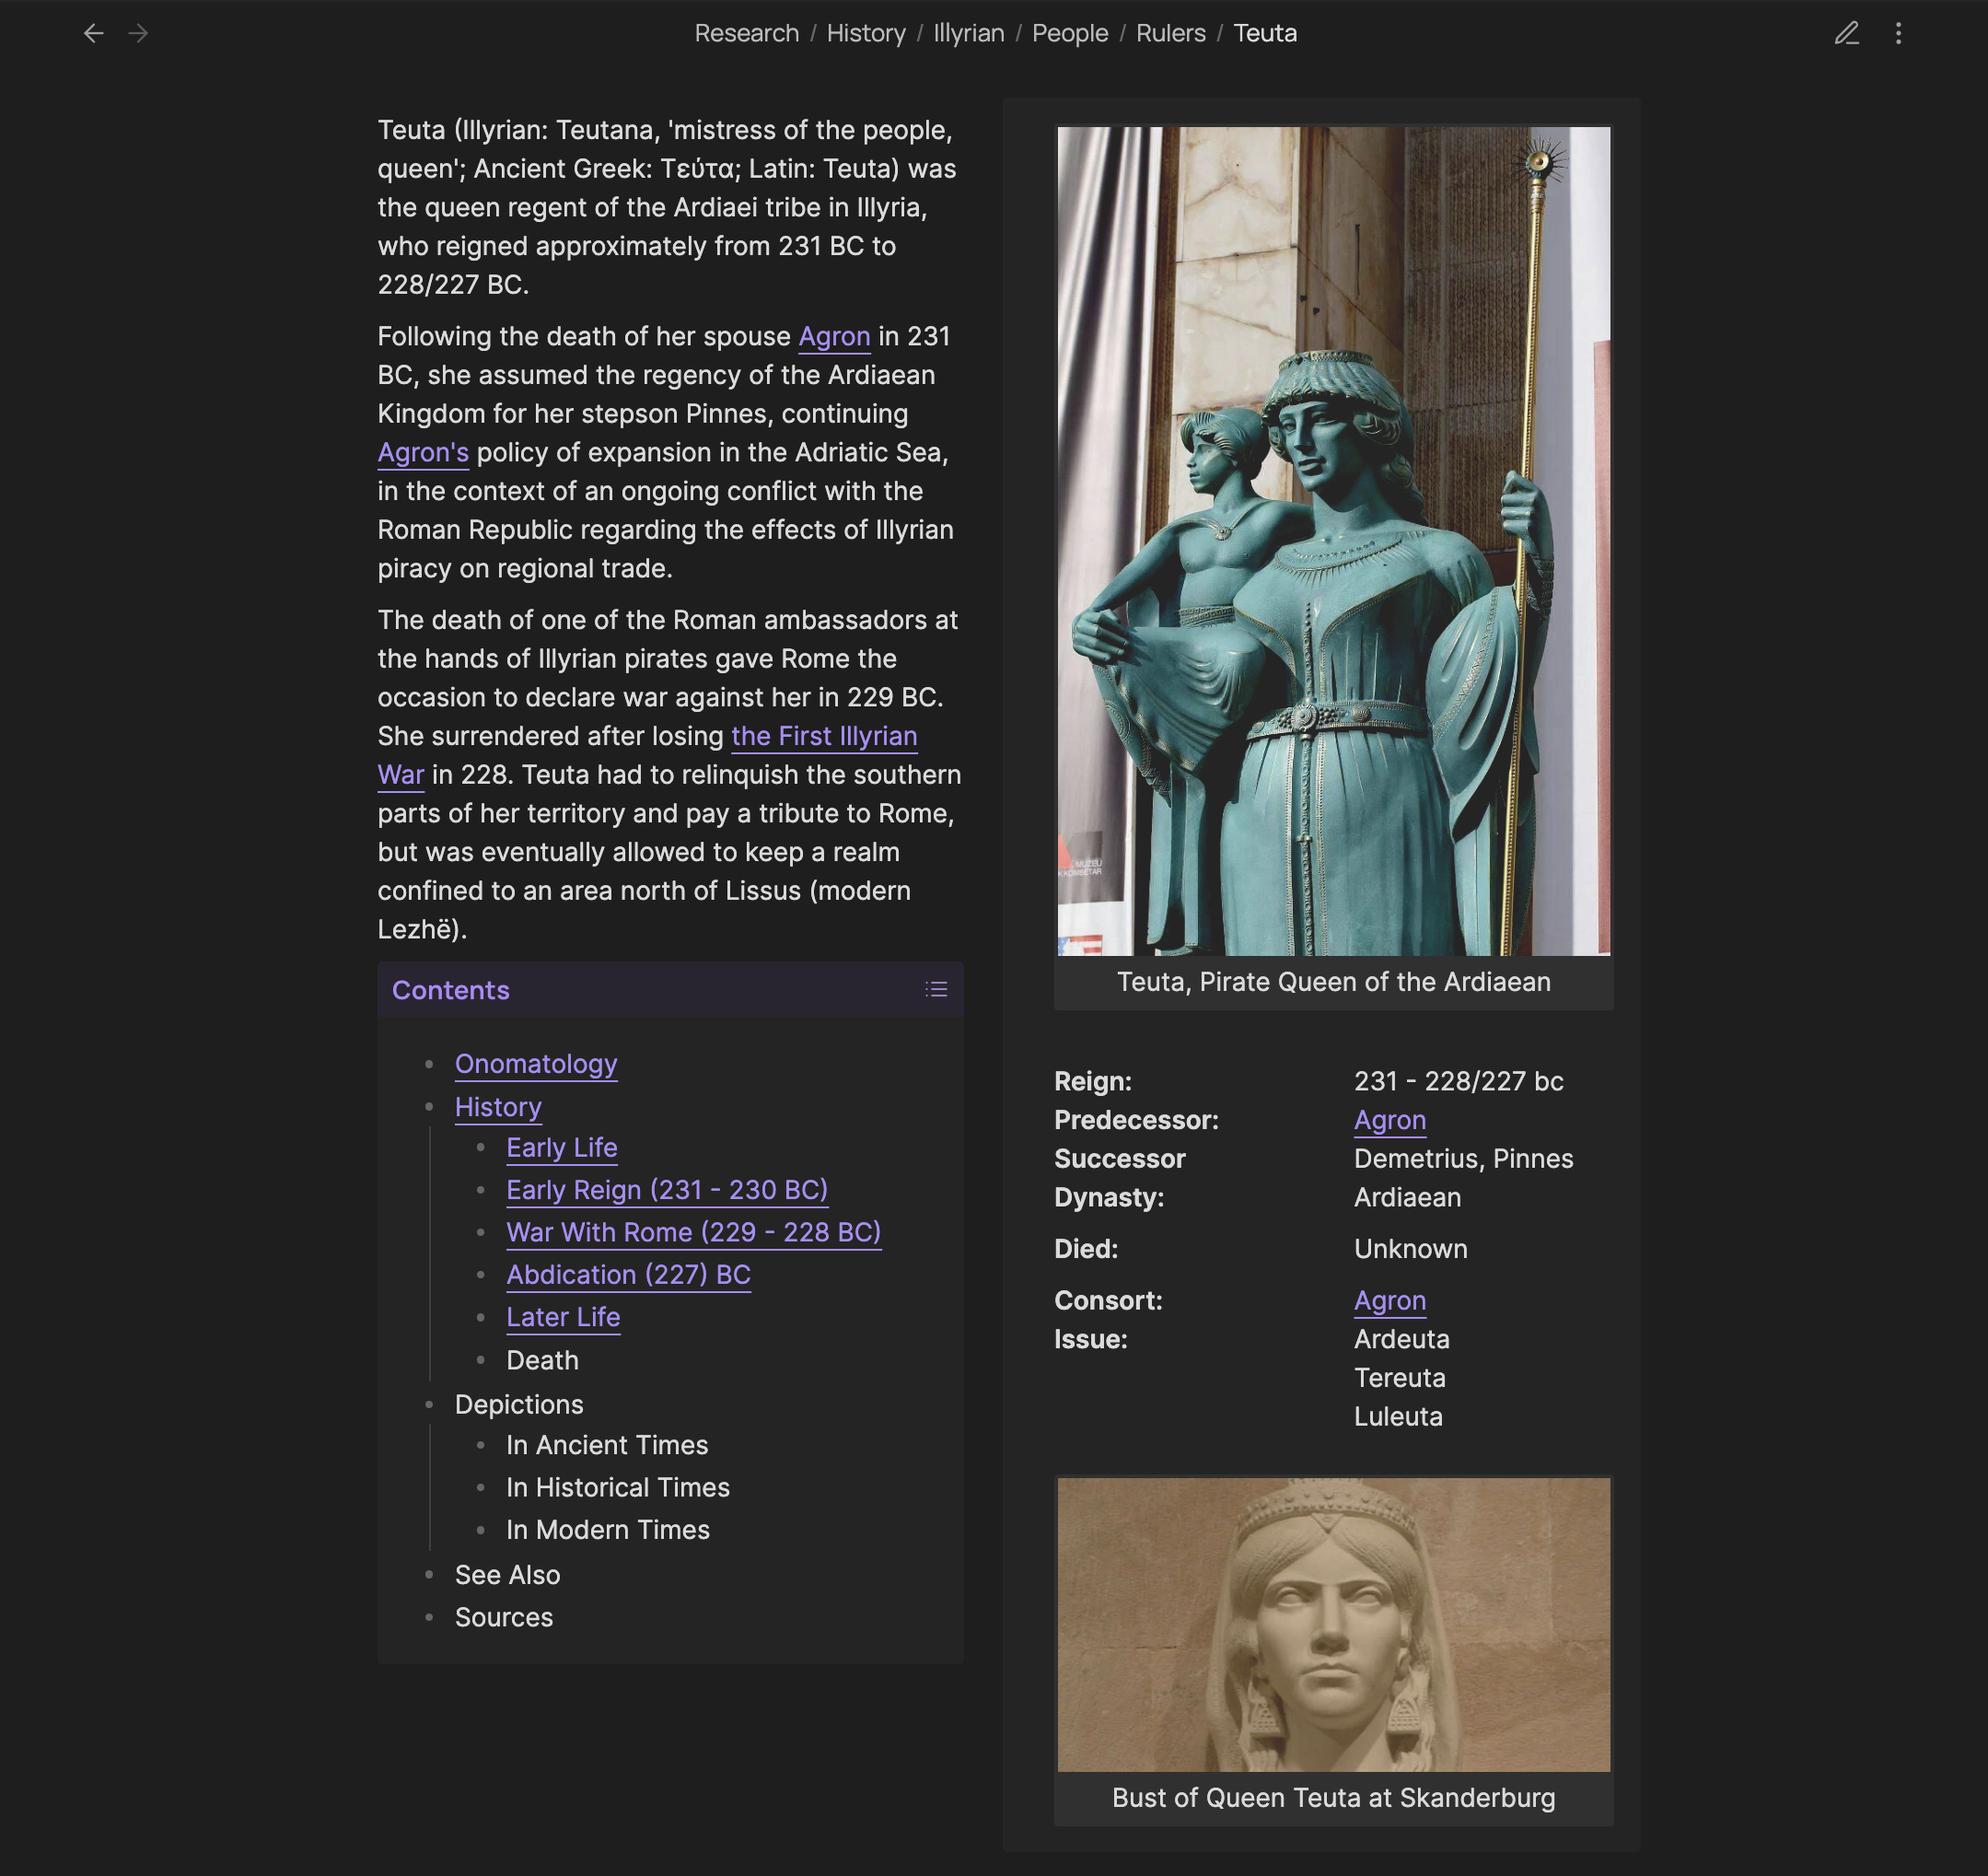 Research / History / Illyrian / People / Rulers / Teuta
Teuta (Illyrian: Teutana, 'mistress of the people,
queen'; Ancient Greek: Τεύτα; Latin: Teuta) was
the queen regent of the Ardiaei tribe in Illyria,
who reigned approximately from 231 BC to
228/227 BC.
Following the death of her spouse Agron in 231
BC, she assumed the regency of the Ardiaean
Kingdom for her stepson Pinnes, continuing
Agron's policy of expansion in the Adriatic Sea,
in the context of an ongoing conflict with the
Roman Republic regarding the effects of Illyrian
piracy on regional trade.
The death of one of the Roman ambassadors at
the hands of Illyrian pirates gave Rome the
occasion to declare war against her in 229 BC.
She surrendered after losing the First Illyrian
War in 228. Teuta had to relinquish the southern
parts of her territory and pay a tribute to Rome,
but was eventually allowed to keep a realm
confined to an area north of Lissus (modern
Lezhë).
Contents
Onomatology
History
Early Life
Early Reign (231 - 230 BC)
War With Rome (229 - 228 BC)
Abdication (227) BC
Later Life
Death
Depictions
In Ancient Times
In Historical Times
In Modern Times
See Also
Sources
MUZEU
KOMBETAR
Teuta, Pirate Queen of the Ardiaean
Reign: 231 - 228/227 bc
Predecessor: Agron
Successor Demetrius, Pinnes
Dynasty: Ardiaean
Died: Unknown
Consort: Agron
Issue: Ardeuta
Tereuta
Luleuta
Bust of Queen Teuta at Skanderburg